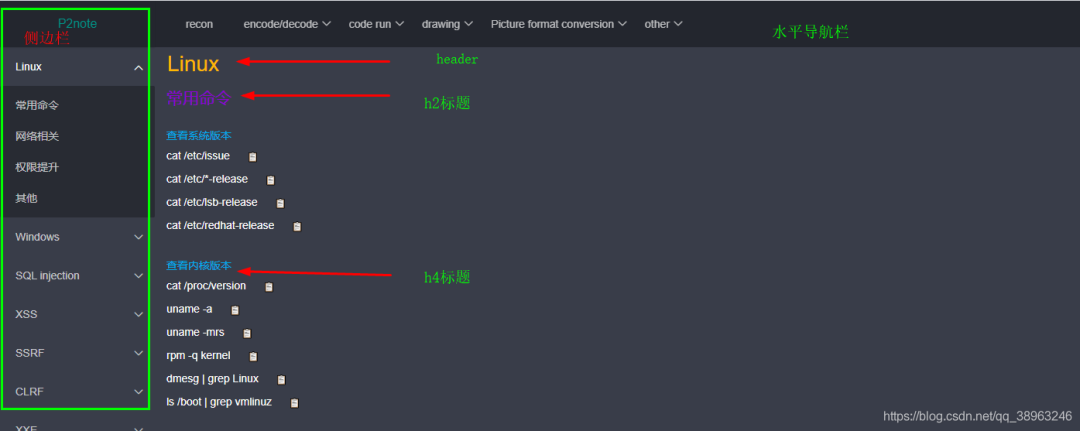 P2note
recon encode/decode code run drawing Picture format conversion other
水平导航栏
侧边栏
Linux
常用命令
网络相关
权限提升
其他
Windows
SQL injection
XSS
SSRF
CLRF
XXE
Linux
header
常用命令
h2标题
查看系统版本
cat /etc/issue
cat /etc/*-release
cat /etc/lsb-release
cat /etc/redhat-release
查看内核版本
h4标题
cat /proc/version
uname -a
uname -mrs
rpm -q kernel
dmesg | grep Linux
ls /boot | grep vmlinuz
https://blog.csdn.net/qq_38963246